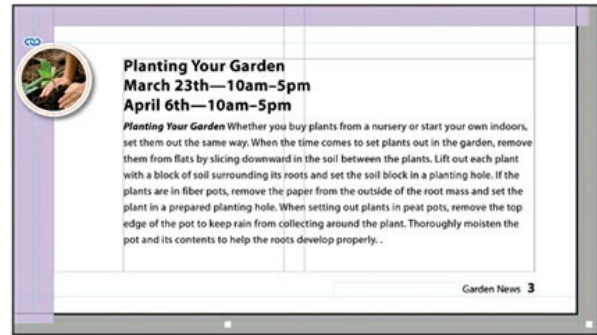 Planting Your Garden
March 23th—10am–5pm
April 6th—10am–5pm
Planting Your Garden Whether you buy plants from a nursery or start your own indoors,
set them out the same way. When the time comes to set plants out in the garden, remove
them from flats by slicing downward in the soil between the plants. Lift out each plant
with a block of soil surrounding its roots and set the soil block in a planting hole. If the
plants are in fiber pots, remove the paper from the outside of the root mass and set the
plant in a prepared planting hole. When setting out plants in peat pots, remove the top
edge of the pot to keep rain from collecting around the plant. Thoroughly moisten the
pot and its contents to help the roots develop properly. .
Garden News 3